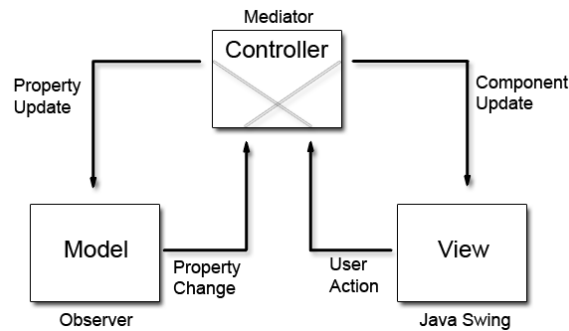 Mediator
Controller
Property
Update
Component
Update
Model
Property
Change
User
Action
View
Observer
Java Swing